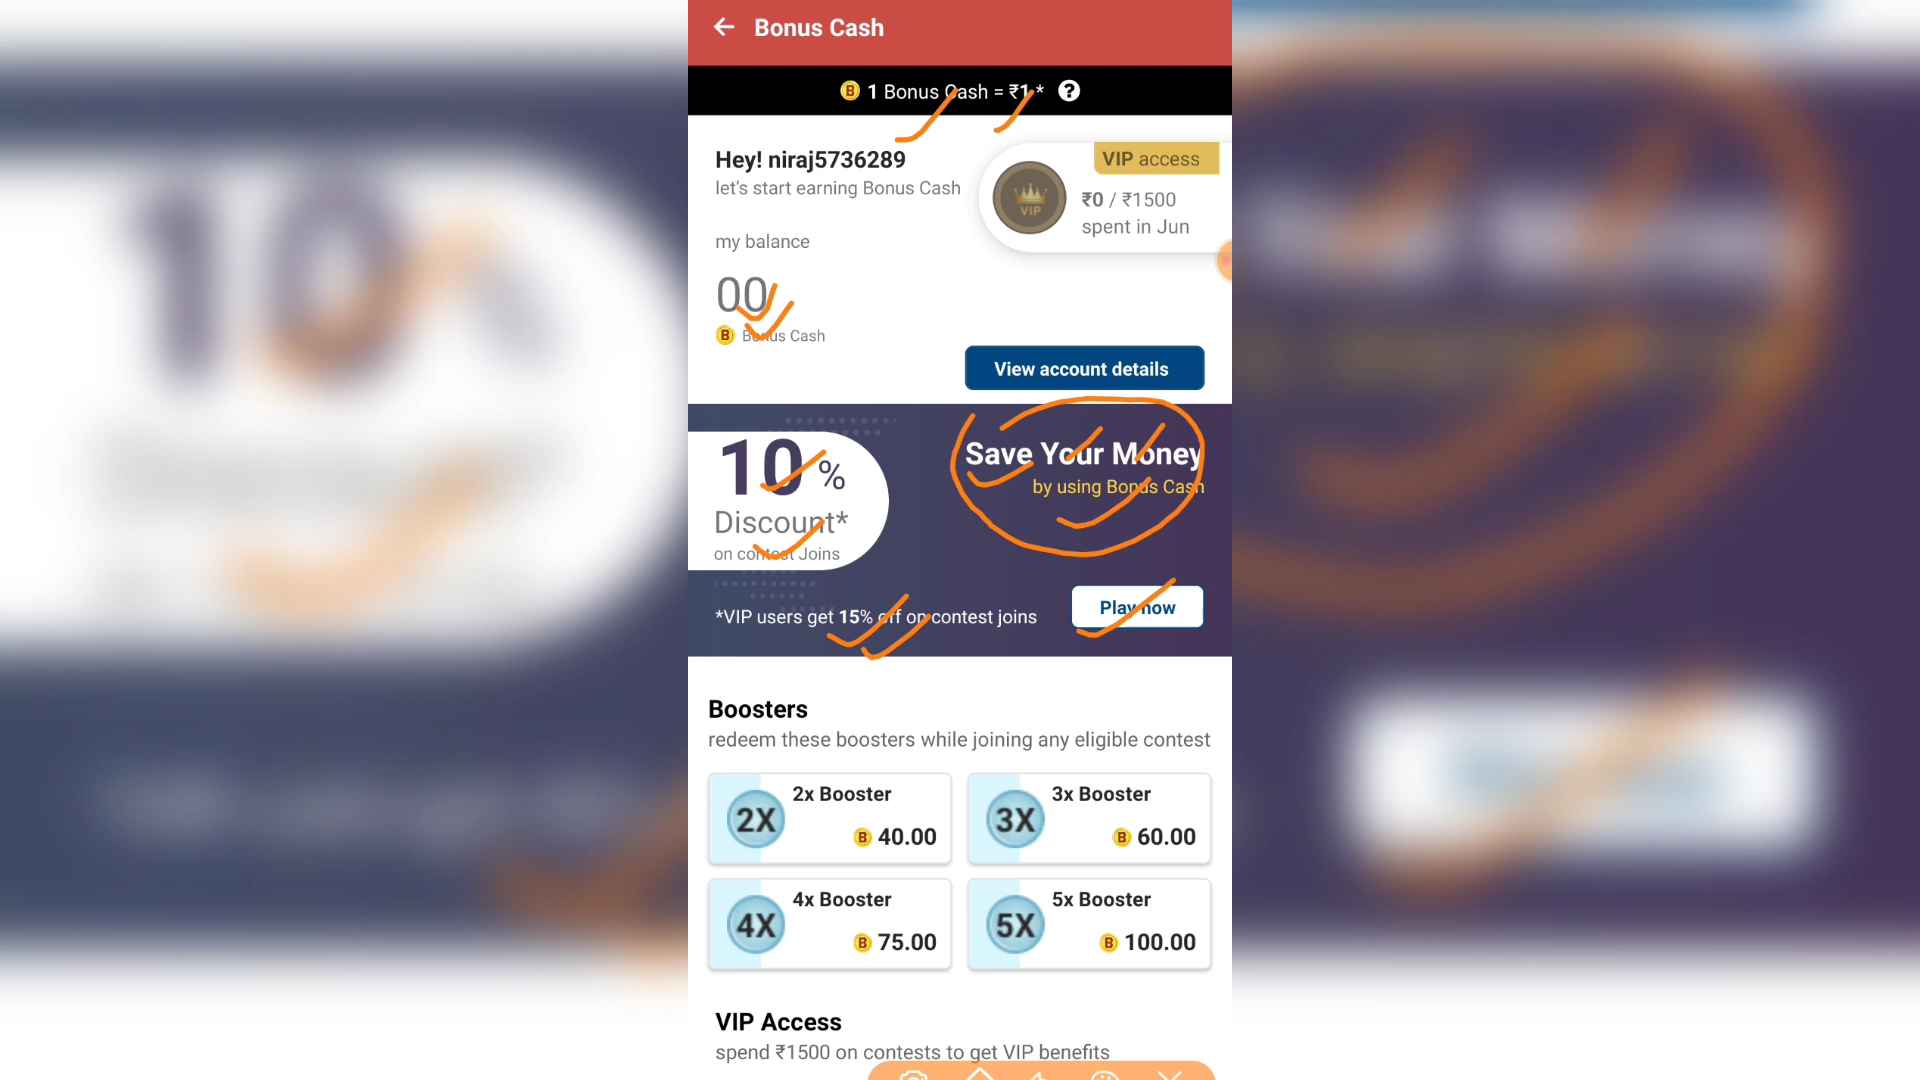 Bonus Cash
B 1 Bonus Cash = ₹1* ?
Hey! niraj5736289
let's start earning Bonus Cash
VIP access
VIP
₹0 / ₹1500
spent in Jun
my balance
00
B Bonus Cash
View account details
10%
Discount*
on contest Joins
Save Your Money
by using Bonus Cash
*VIP users get 15% off on contest joins
Play now
Boosters
redeem these boosters while joining any eligible contest
2X 2x Booster
B 40.00
3X 3x Booster
B 60.00
4X 4x Booster
B 75.00
5X 5x Booster
B 100.00
VIP Access
spend ₹1500 on contests to get VIP benefits